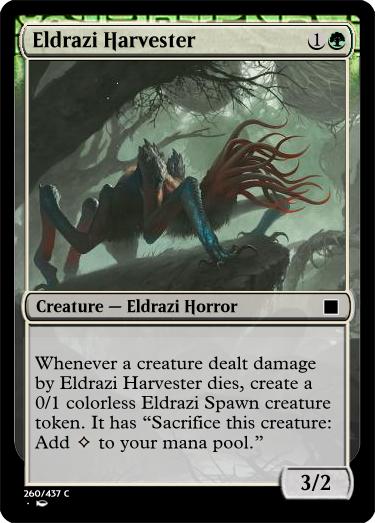 Eldrazi Harvester 1
Creature — Eldrazi Horror
Whenever a creature dealt damage
by Eldrazi Harvester dies, create a
0/1 colorless Eldrazi Spawn creature
token. It has “Sacrifice this creature:
Add to your mana pool.”
3/2
260/437 C